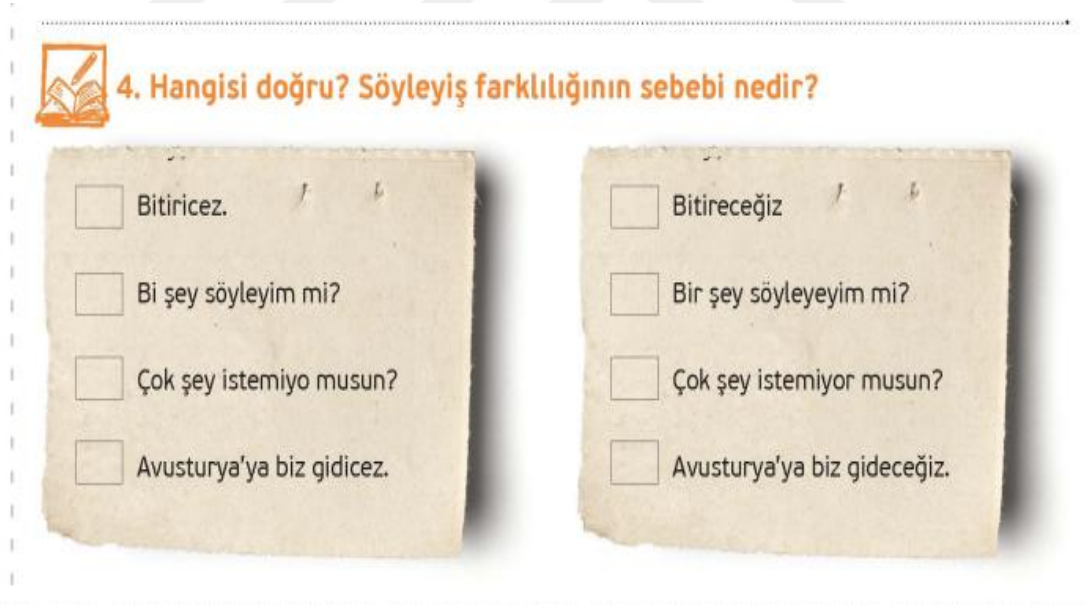 4. Hangisi doğru? Söyleyiş farklılığının sebebi nedir?
Bitiricez.
Bi şey söyleyim mi?
Çok şey istemiyo musun?
Avusturya'ya biz gidicez.
Bitireceğiz
Bir şey söyleyeyim mi?
Çok şey istemiyor musun?
Avusturya'ya biz gideceğiz.